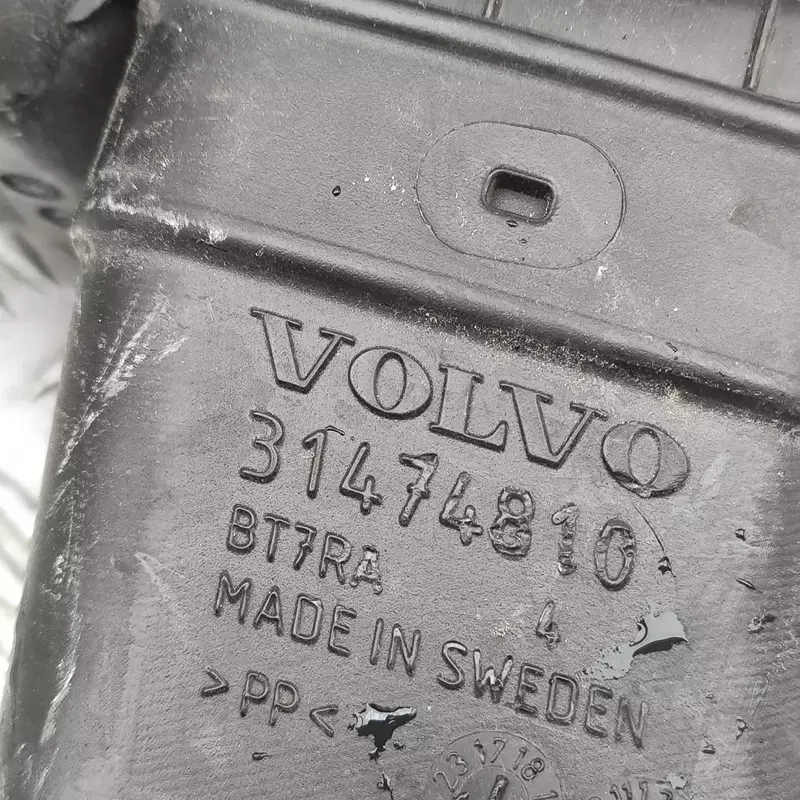 VOLVO
31474810
BT7RA
4
MADE IN SWEDEN
>PP<